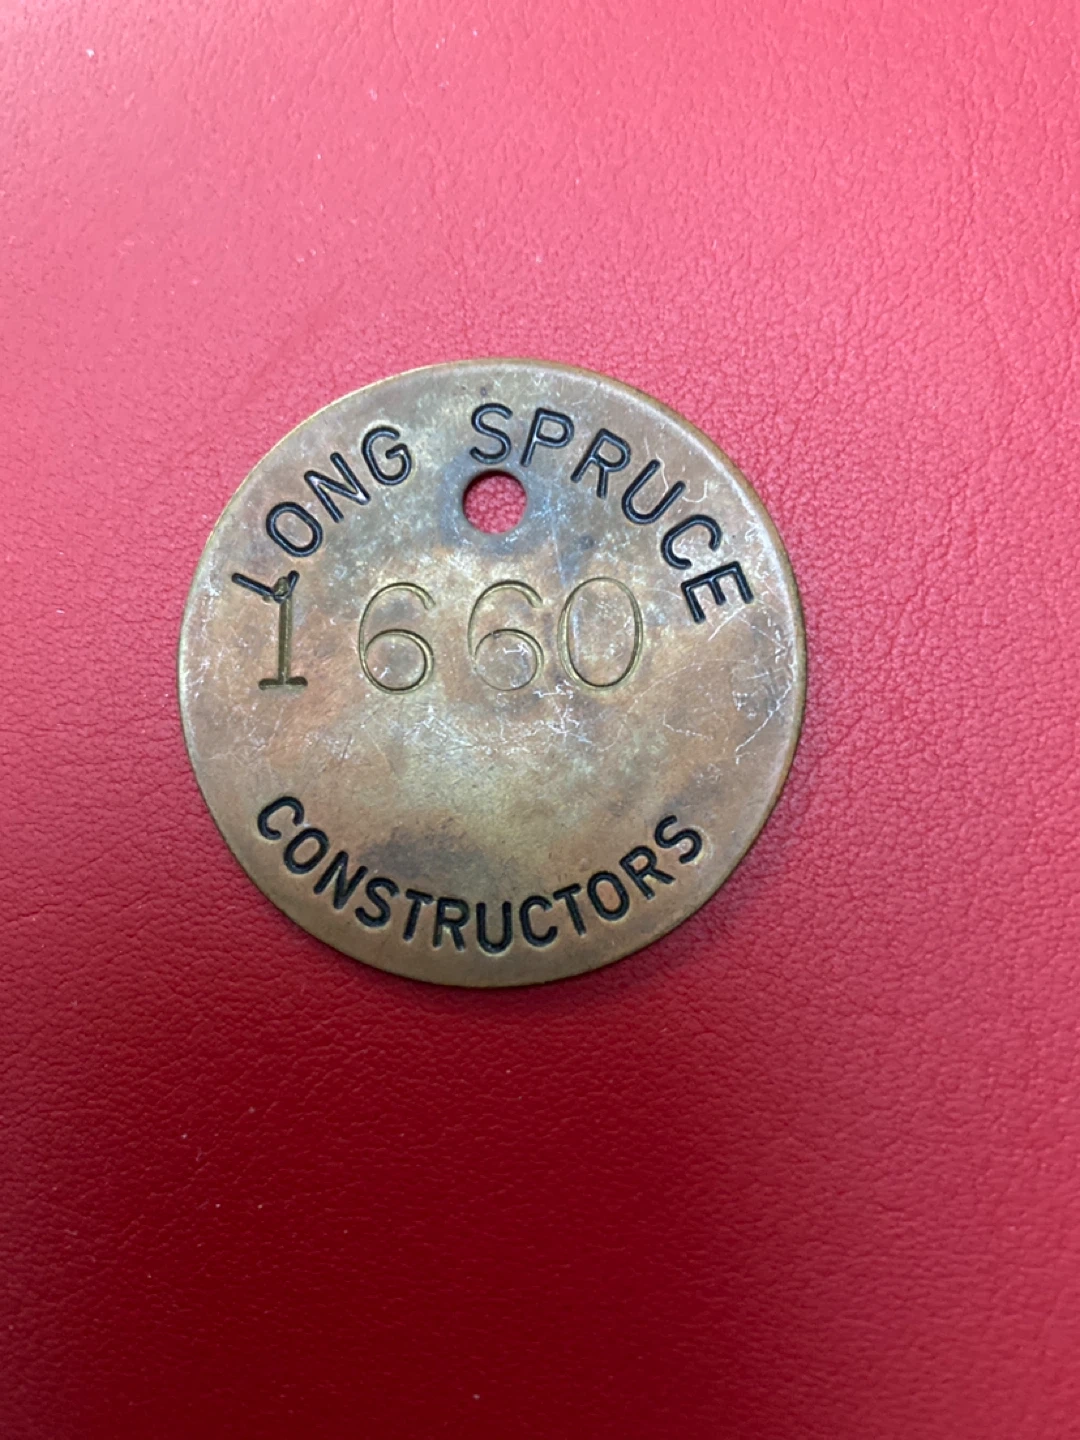 LONG SPRUCE
1660
CONSTRUCTORS